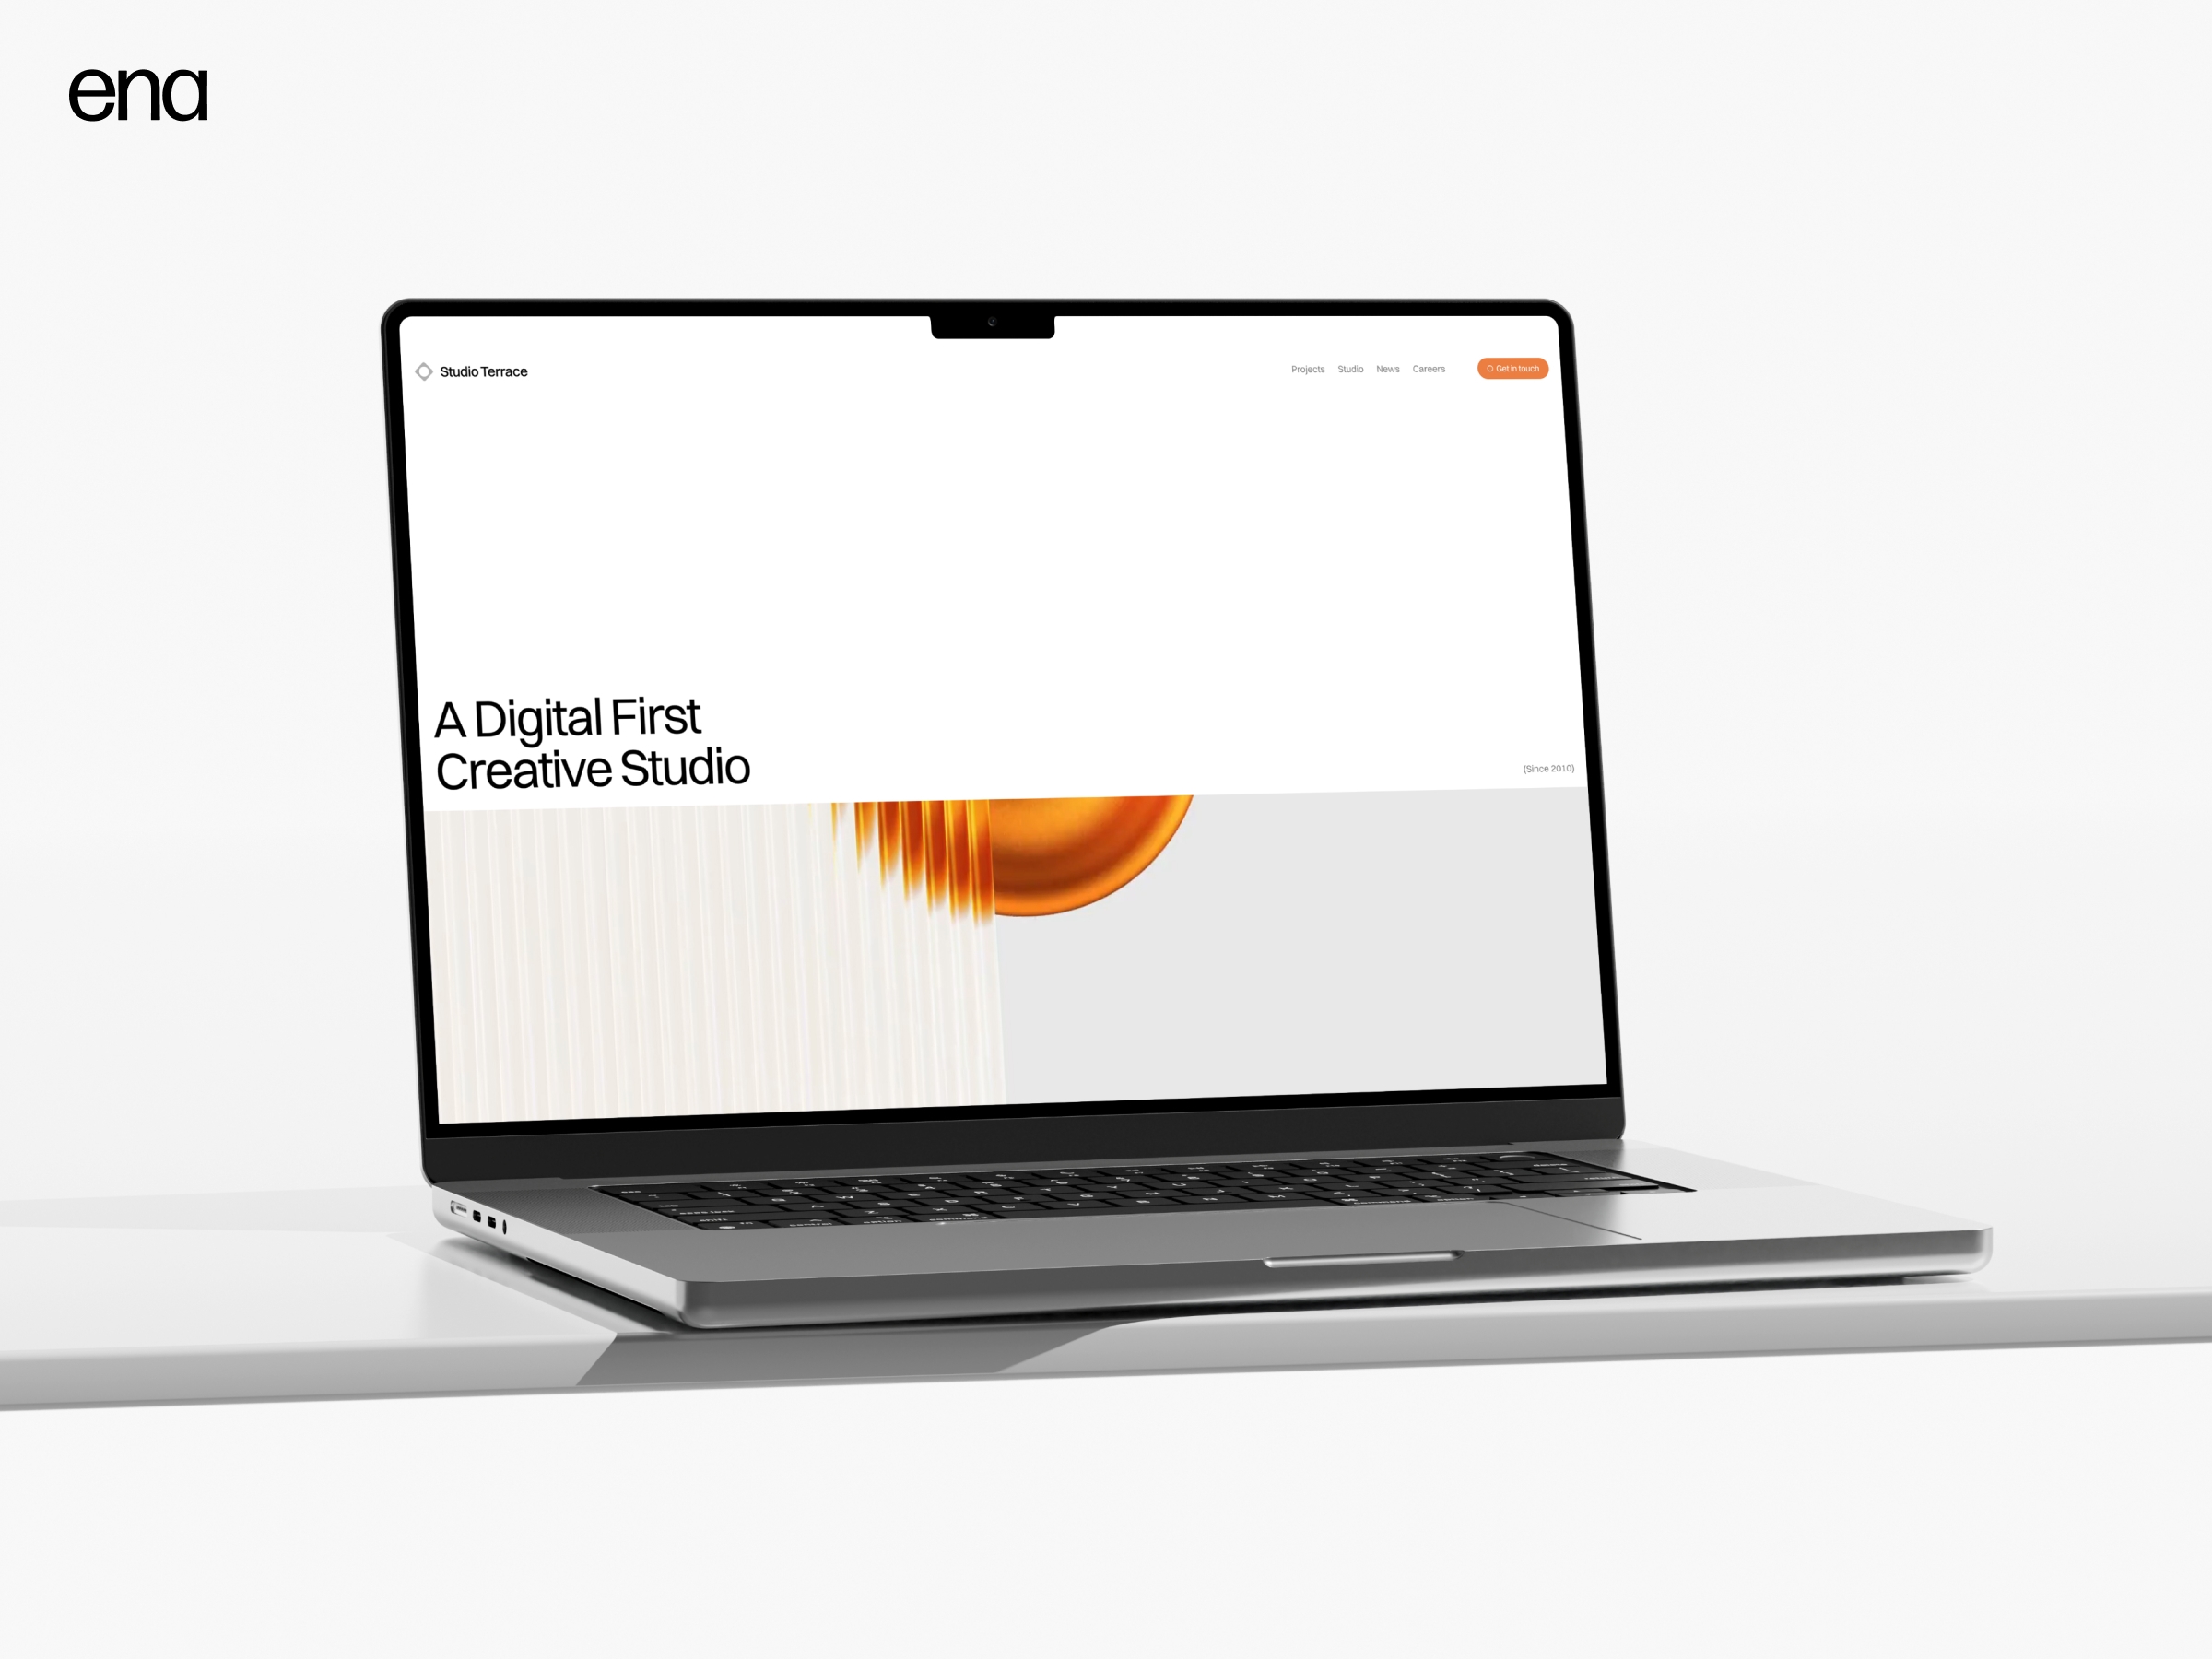 ena
Studio Terrace
Projects Studio News Careers Get in touch
A Digital First
Creative Studio
(Since 2010)